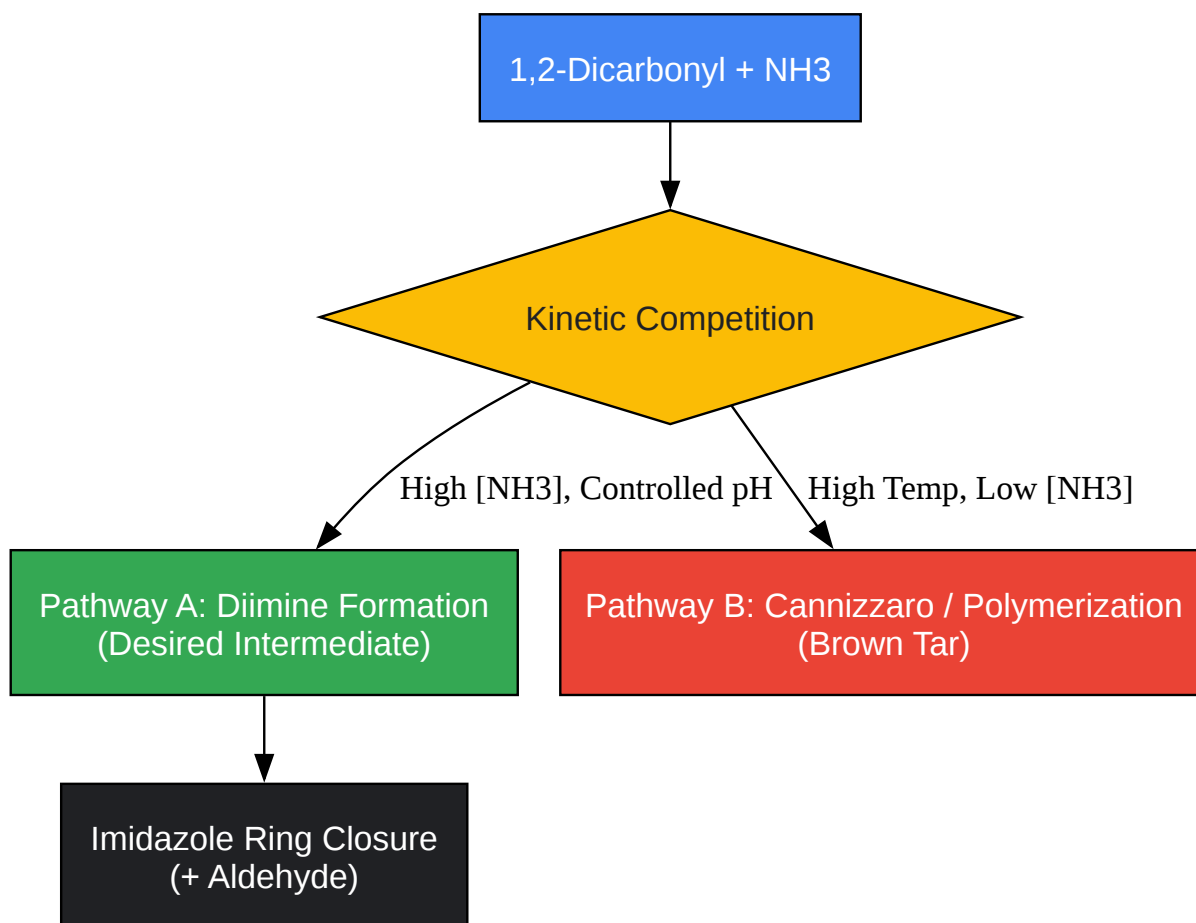 1,2-Dicarbonyl + NH3
Kinetic Competition
High [NH3], Controlled pH
High Temp, Low [NH3]
Pathway A: Diimine Formation
(Desired Intermediate)
Pathway B: Cannizzaro / Polymerization
(Brown Tar)
Imidazole Ring Closure
(+ Aldehyde)